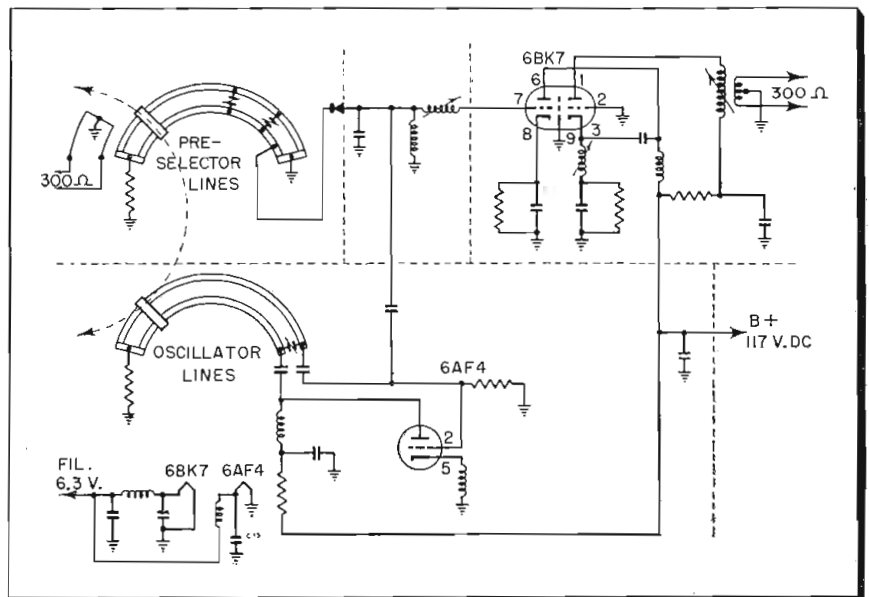 6BK7
6
1
7
2
8
9
3
300Ω
PRE-
SELECTOR
LINES
300Ω
OSCILLATOR
LINES
B+
117 V.DC
6AF4
2
5
FIL.
6.3 V.
6BK7
6AF4